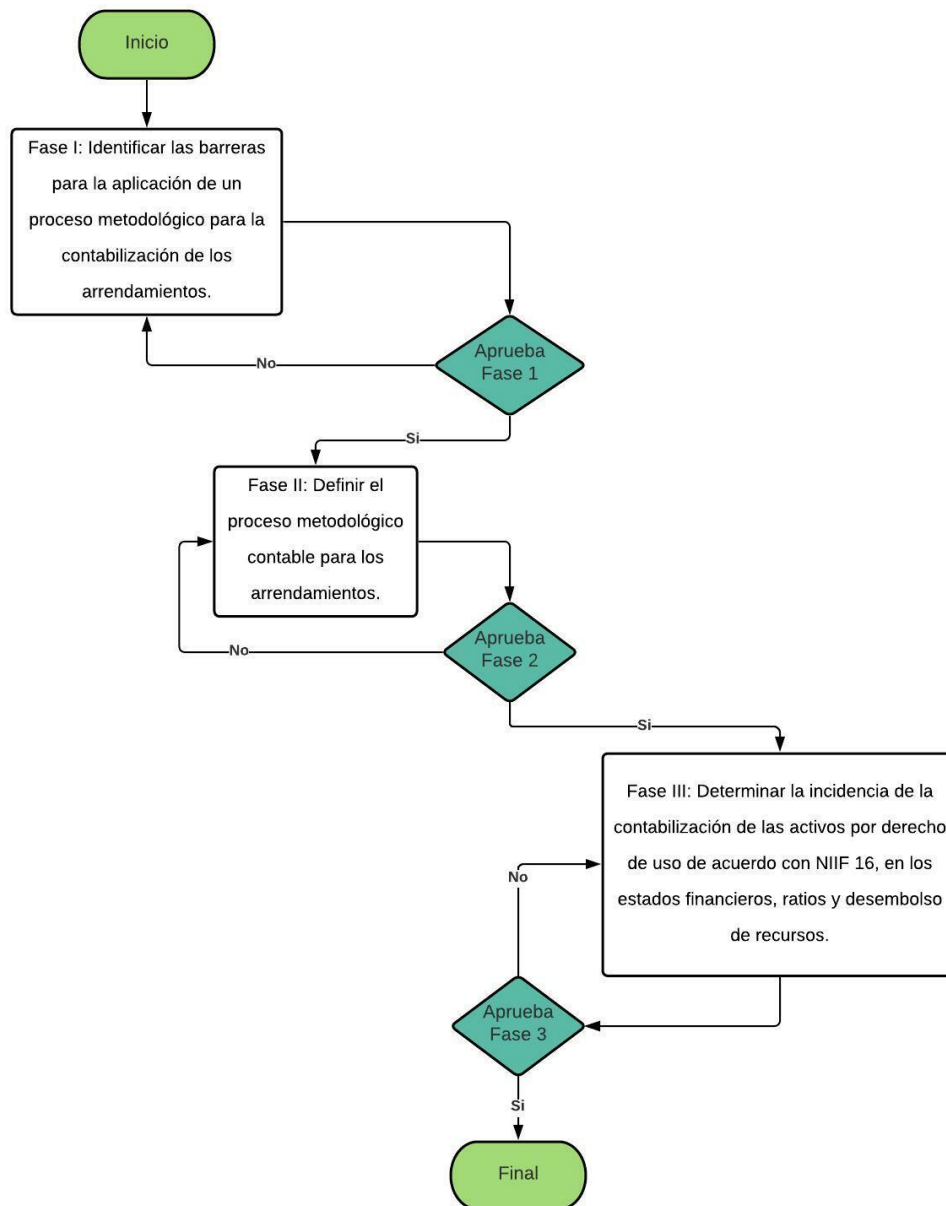 Inicio
Fase I: Identificar las barreras
para la aplicación de un
proceso metodológico para la
contabilización de los
arrendamientos.
Aprueba
Fase 1
No
Si
Fase II: Definir el
proceso metodológico
contable para los
arrendamientos.
Aprueba
Fase 2
No
Si
Fase III: Determinar la incidencia de la
contabilización de las activos por derecho
de uso de acuerdo con NIIF 16, en los
estados financieros, ratios y desembolso
de recursos.
No
Aprueba
Fase 3
Si
Final